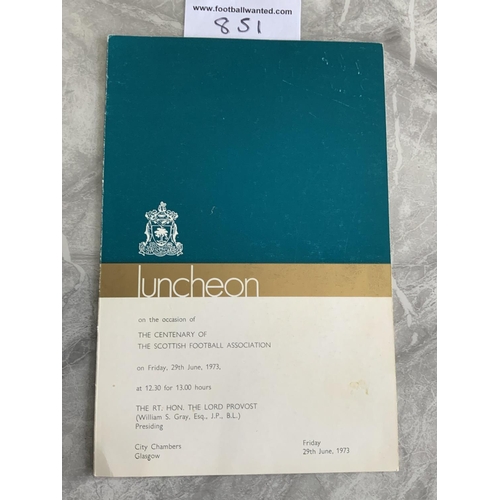 www.footballwanted.com
851
luncheon
on the occasion of
THE CENTENARY OF
THE SCOTTISH FOOTBALL ASSOCIATION
on Friday, 29th June, 1973,
at 12.30 for 13.00 hours
THE RT. HON. THE LORD PROVOST
(William S. Gray, Esq., J.P., B.L.)
Presiding
City Chambers
Glasgow
Friday
29th June, 1973